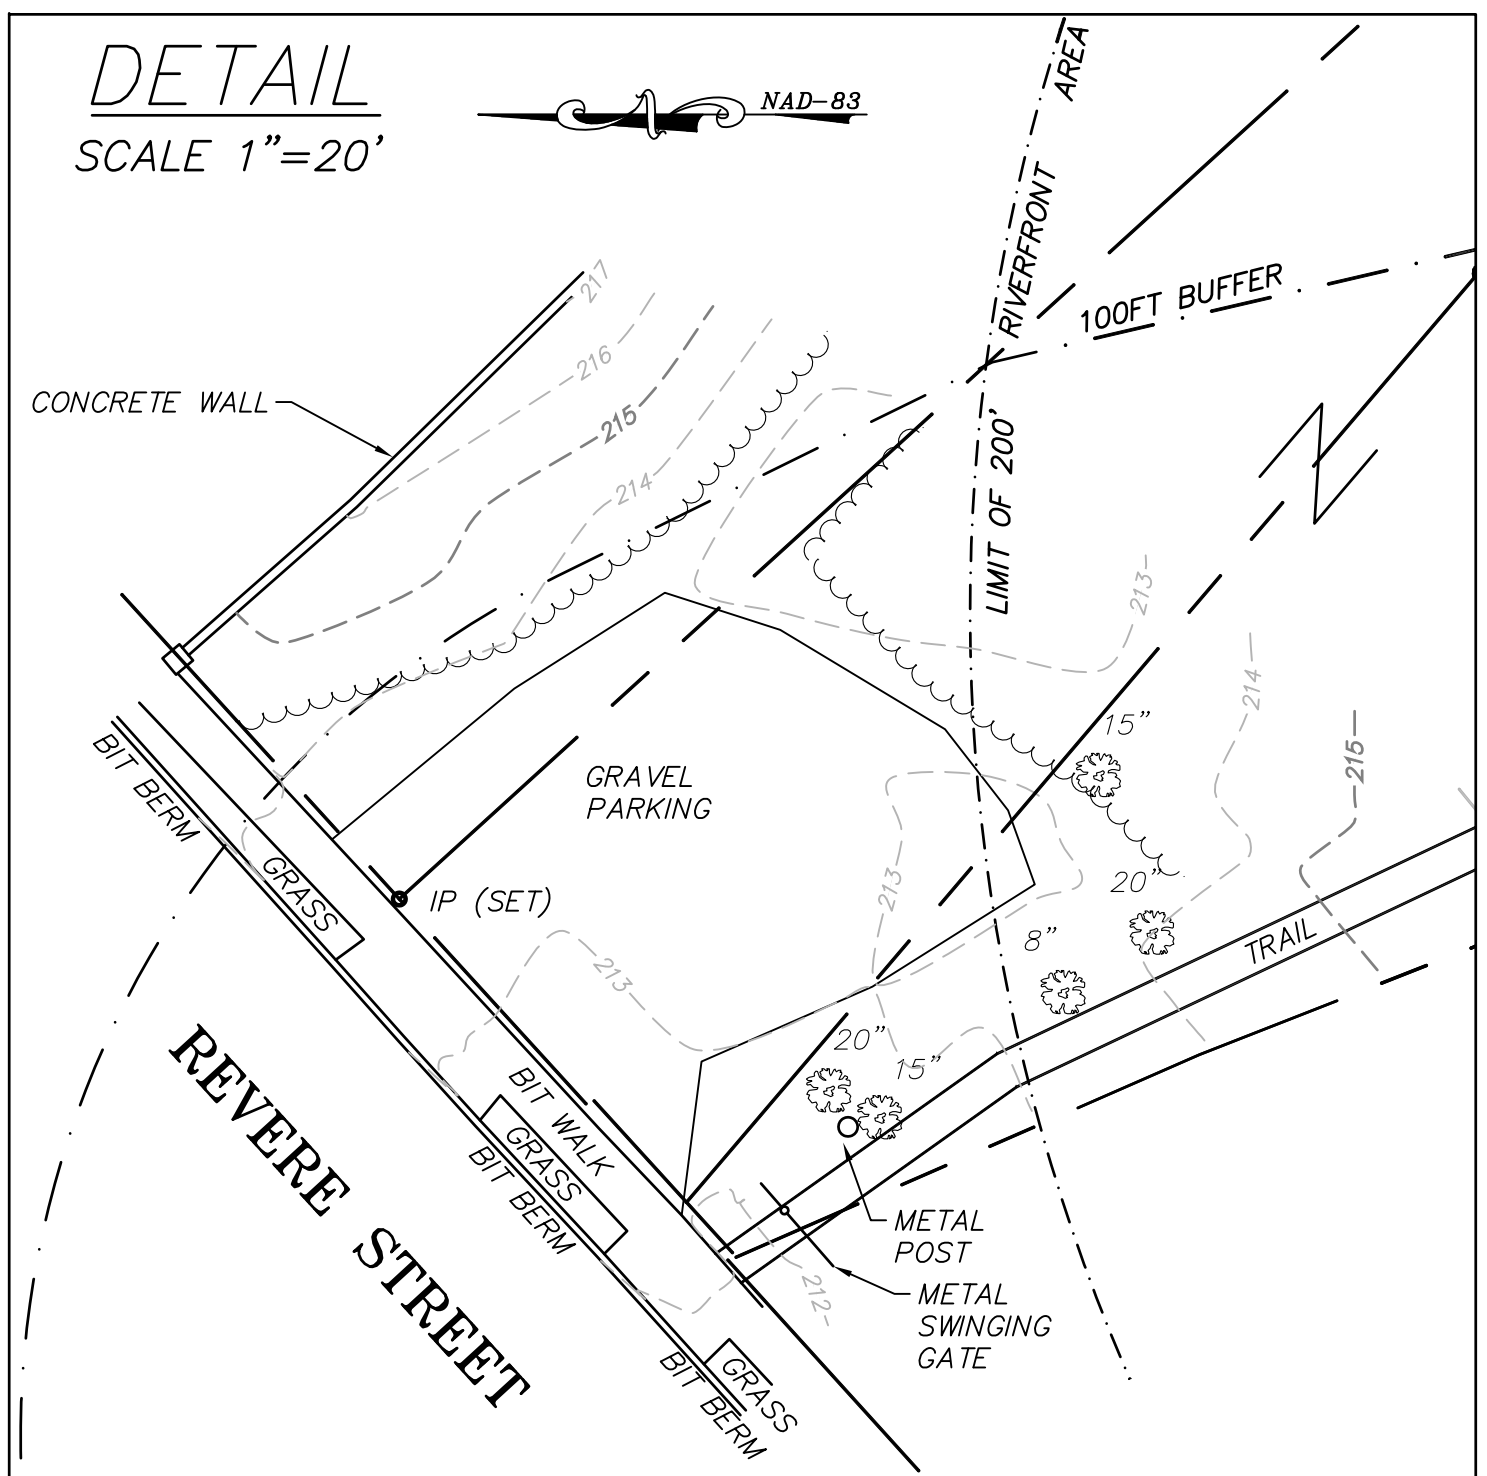 DETAIL
SCALE 1"=20'
N
NAD-83
RIVERFRONT AREA
LIMIT OF 200'
100FT BUFFER
217
216
215
214
CONCRETE WALL
213
214
215
15"
20"
8"
20"
15"
213
213
212
GRAVEL
PARKING
IP (SET)
TRAIL
BIT BERM
GRASS
BIT WALK
GRASS
BIT BERM
GRASS
BIT BERM
REVERE STREET
METAL
POST
METAL
SWINGING
GATE